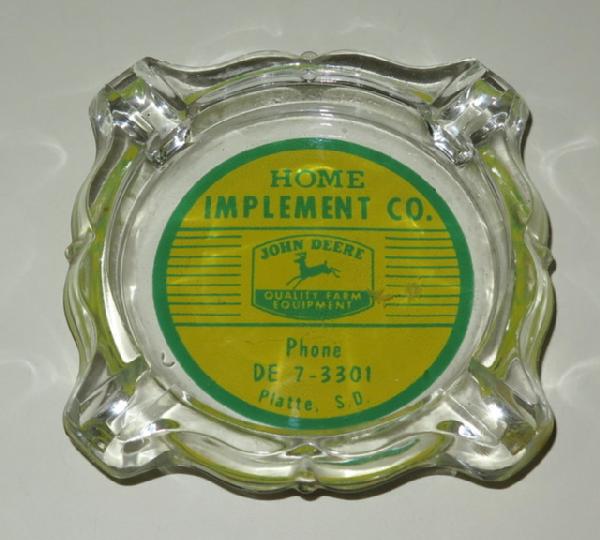 HOME
IMPLEMENT CO.
JOHN DEERE
QUALITY FARM
EQUIPMENT
Phone
DE 7-3301
Platte, S.D.